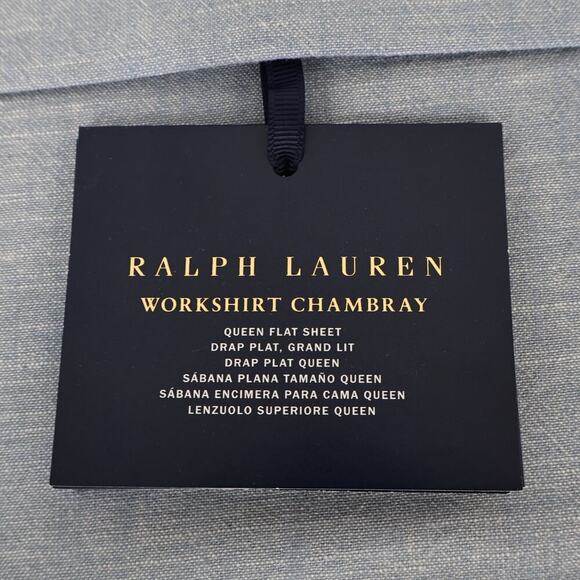 RALPH LAUREN
WORKSHIRT CHAMBRAY
QUEEN FLAT SHEET
DRAP PLAT, GRAND LIT
DRAP PLAT QUEEN
SÁBANA PLANA TAMAÑO QUEEN
SÁBANA ENCIMERA PARA CAMA QUEEN
LENZUOLO SUPERIORE QUEEN